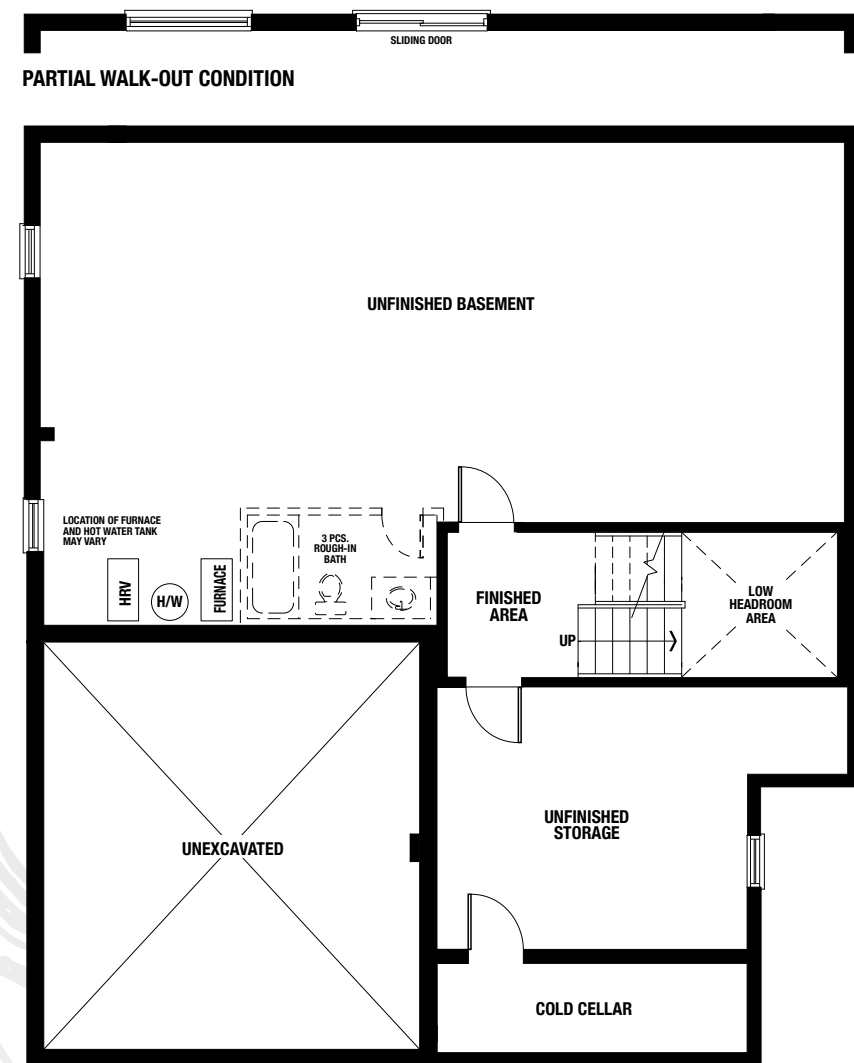 SLIDING DOOR
PARTIAL WALK-OUT CONDITION
UNFINISHED BASEMENT
LOCATION OF FURNACE
AND HOT WATER TANK
MAY VARY
3 PCS.
ROUGH-IN
BATH
HRV
H/W
FURNACE
FINISHED
AREA
UP
LOW
HEADROOM
AREA
UNFINISHED
STORAGE
UNEXCAVATED
COLD CELLAR